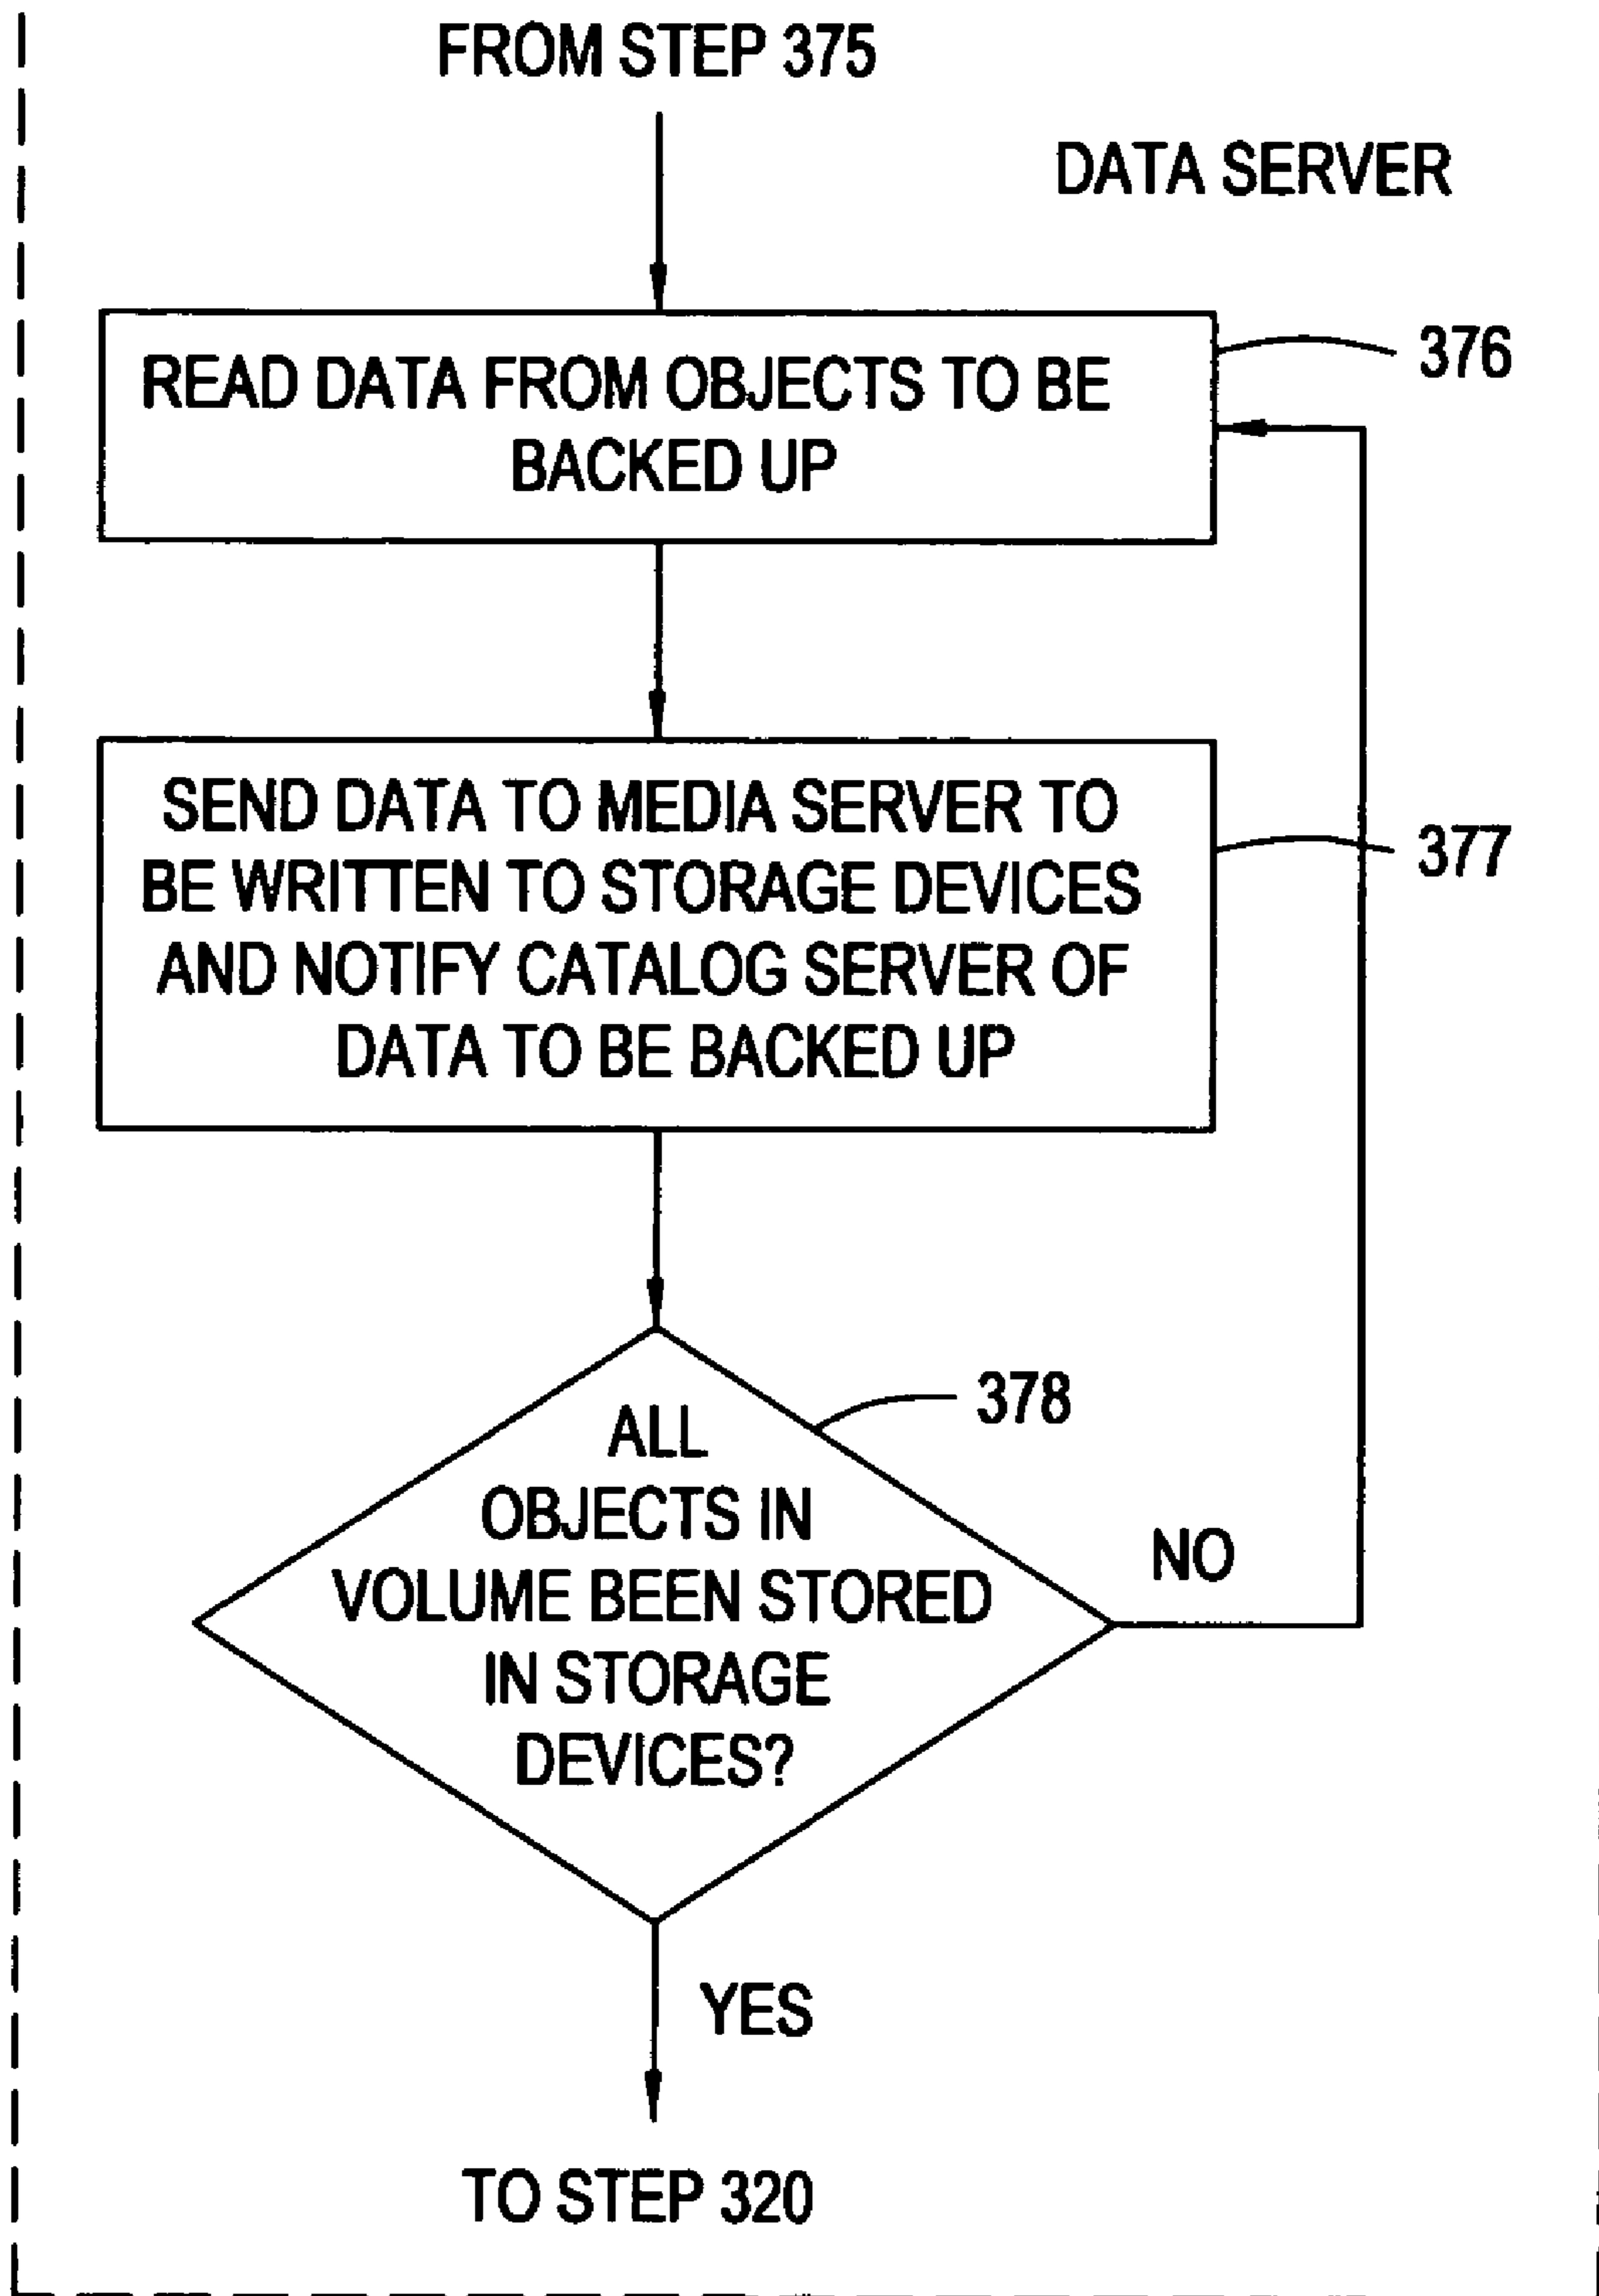 FROM STEP 375
DATA SERVER
READ DATA FROM OBJECTS TO BE
BACKED UP
376
SEND DATA TO MEDIA SERVER TO
BE WRITTEN TO STORAGE DEVICES
AND NOTIFY CATALOG SERVER OF
DATA TO BE BACKED UP
377
ALL
OBJECTS IN
VOLUME BEEN STORED
IN STORAGE
DEVICES?
378
NO
YES
TO STEP 320